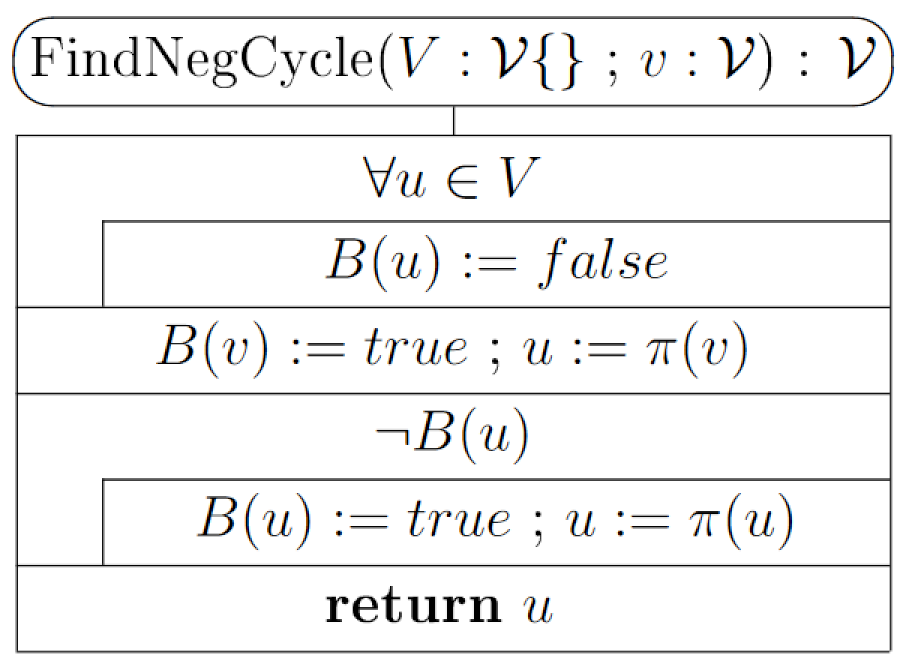 FindNegCycle(V : 𝒱{} ; v : 𝒱) : 𝒱
∀u ∈ V
B(u) := false
B(v) := true ; u := π(v)
¬B(u)
B(u) := true ; u := π(u)
return u